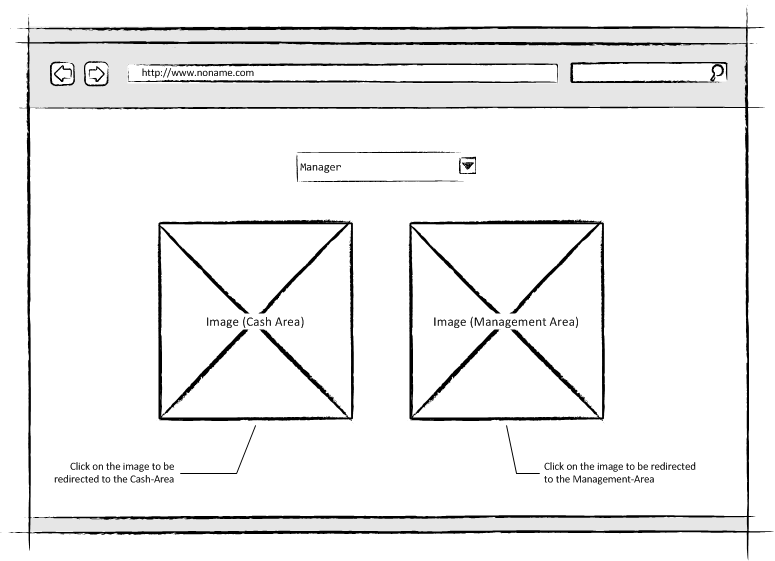 http://www.noname.com
Manager
Image (Cash Area)
Image (Management Area)
Click on the image to be
redirected to the Cash-Area
Click on the image to be redirected
to the Management-Area